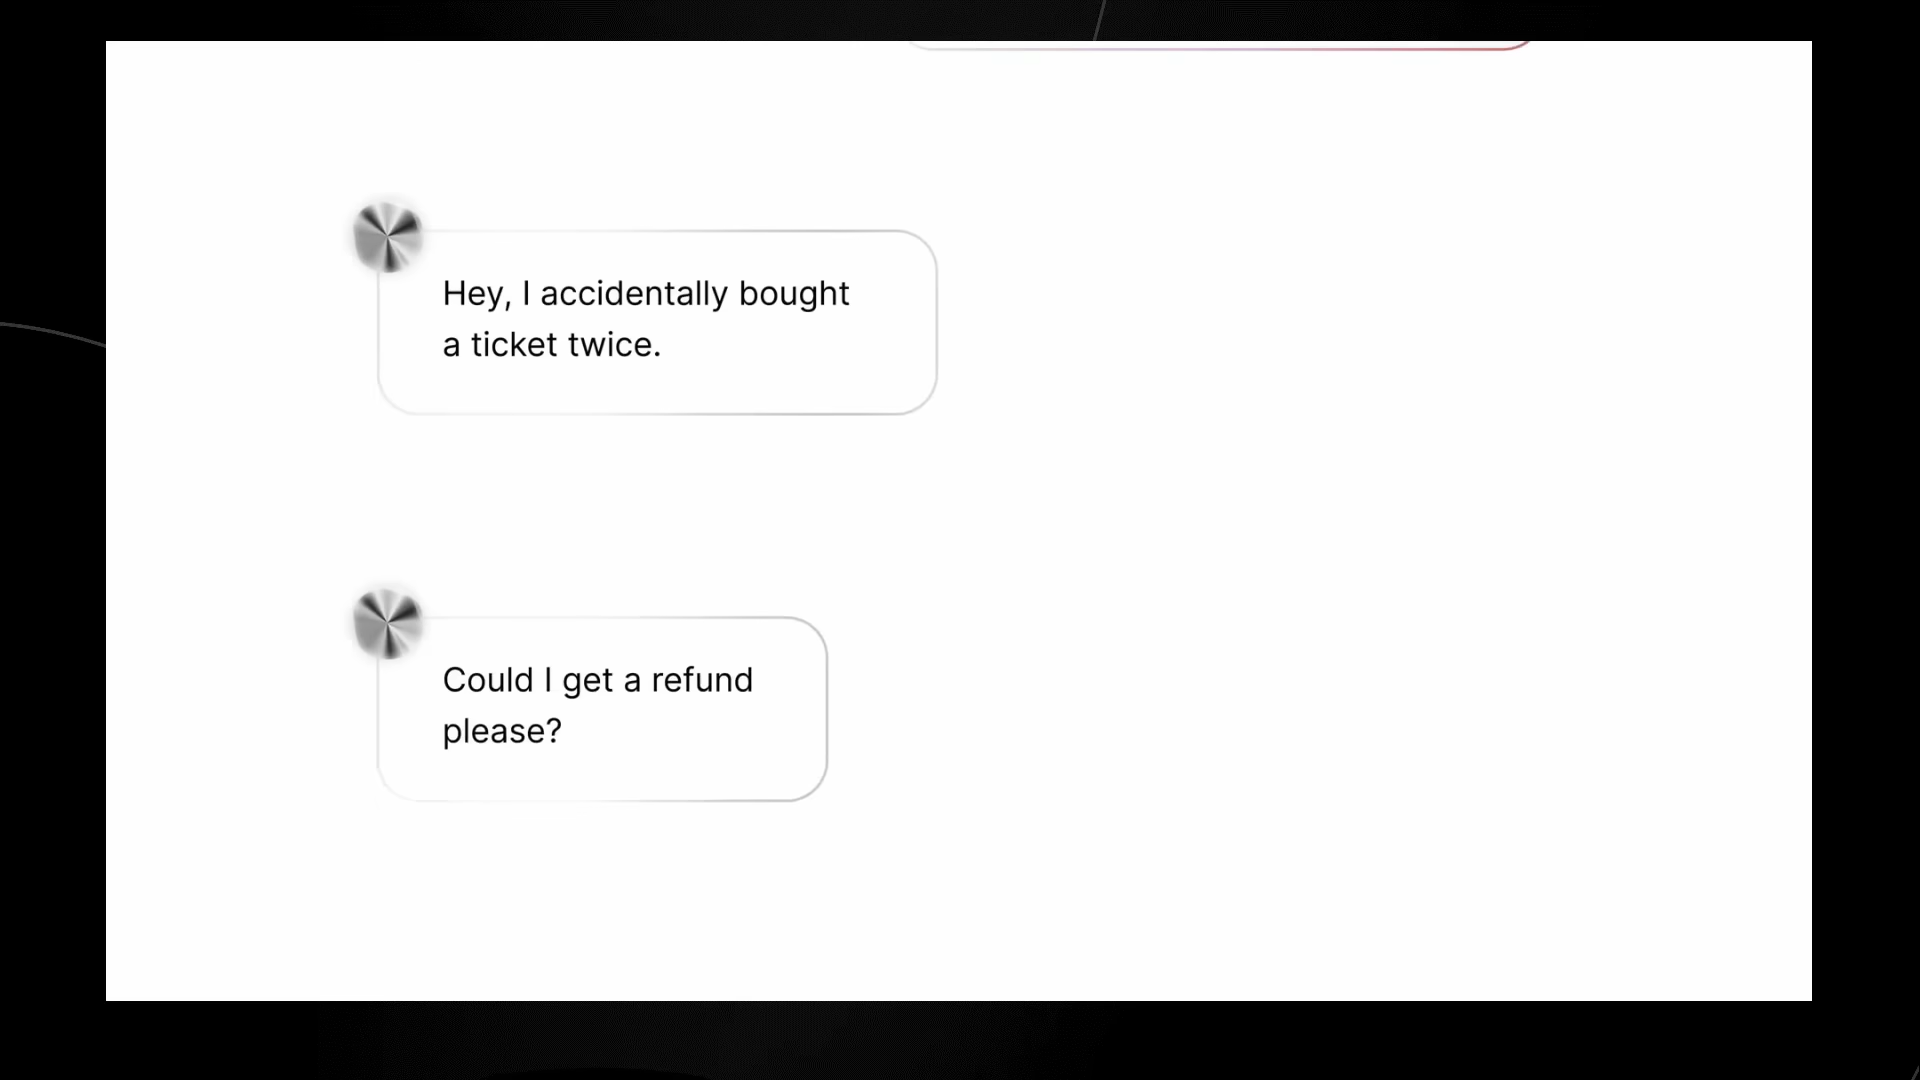 Hey, I accidentally bought
a ticket twice.
Could I get a refund
please?